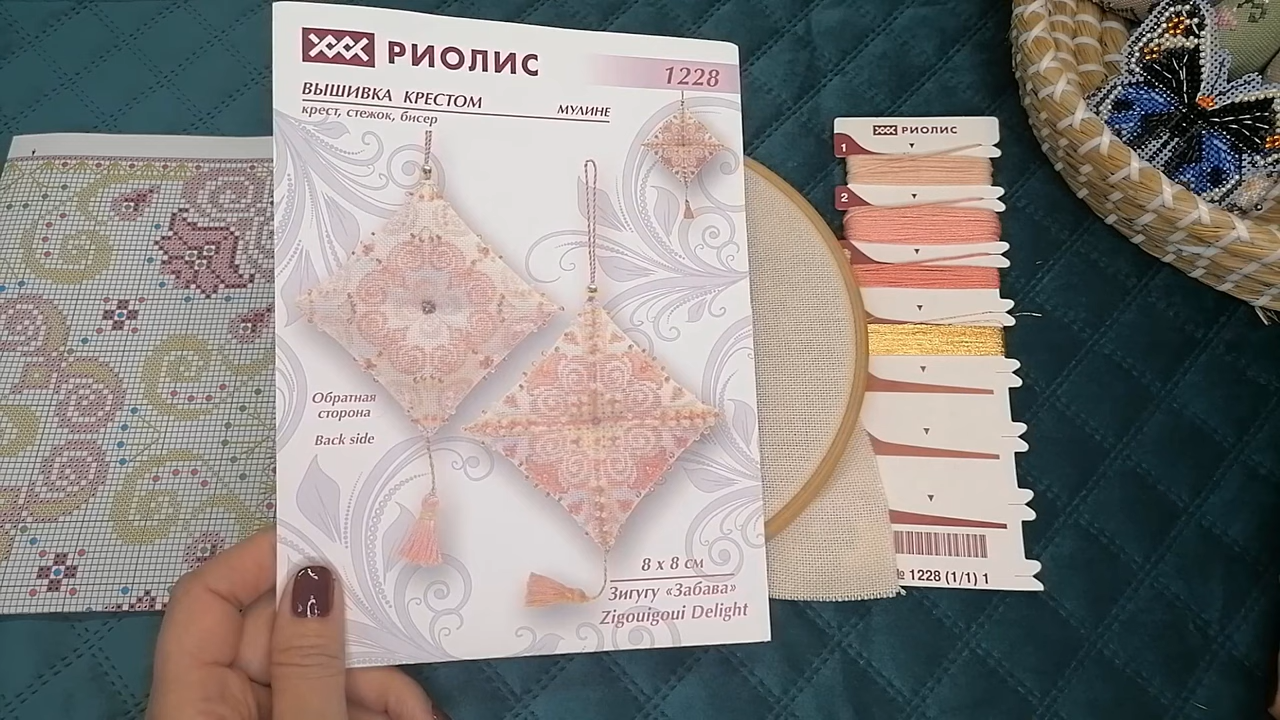 РИОЛИС
1228
ВЫШИВКА КРЕСТОМ
крест, стежок, бисер
МУЛИНЕ
Обратная
сторона
Back side
8 x 8 см
Зигугу «Забава»
Zigouigoui Delight
РИОЛИС
1
2
№ 1228 (1/1) 1